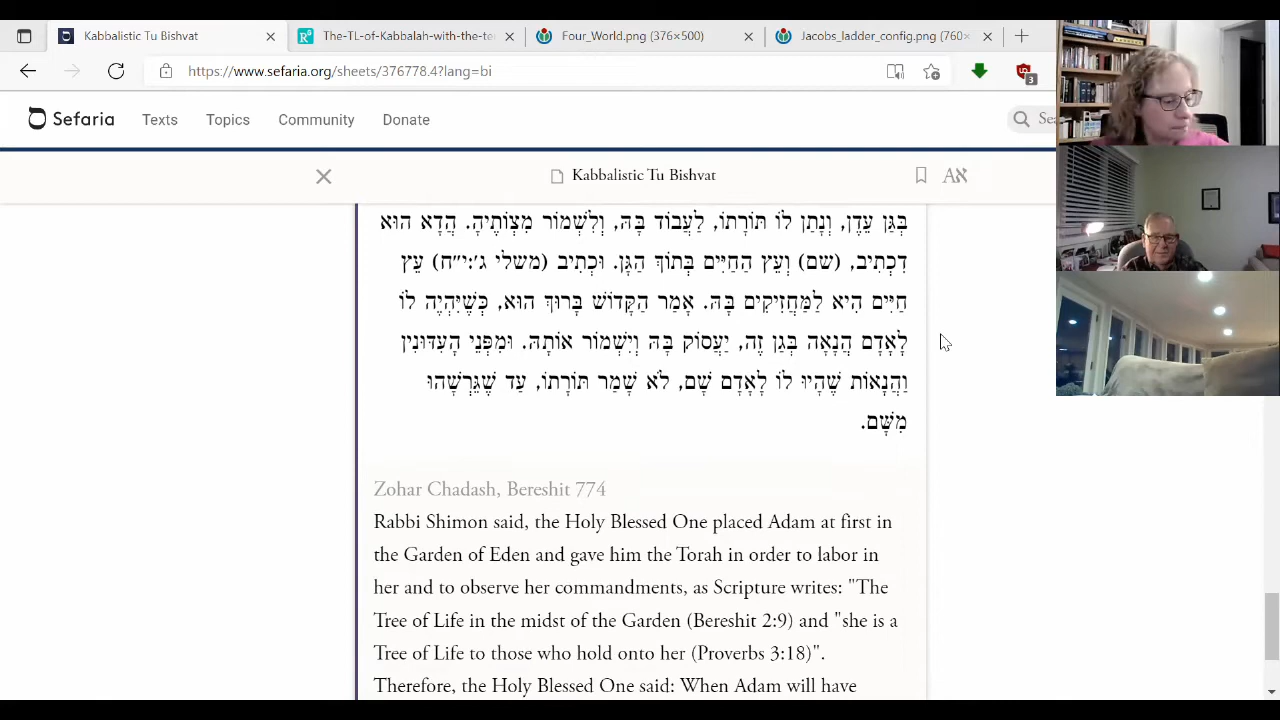 Kabbalistic Tu Bishvat
The-TL-of-Kabbalah-with-the-te
Four_World.png (376×500)
Jacobs_ladder_config.png (760×
https://www.sefaria.org/sheets/376778.4?lang=bi
3
Sefaria
Texts
Topics
Community
Donate
Kabbalistic Tu Bishvat
Aא
בְּגַן עֵדֶן, וְנָתַן לוֹ תּוֹרָתוֹ, לַעֲבוֹד בָּהּ, וְלִשְׁמוֹר מִצְוֹתֶיהָ. הֲדָא הוּא
דִכְתִיב, (שם) וְעֵץ הַחַיִּים בְּתוֹךְ הַגָּן. וּכְתִיב (משלי ג׳:י״ח) עֵץ
חַיִּים הִיא לַמַּחֲזִיקִים בָּהּ. אָמַר הַקָּדוֹשׁ בָּרוּךְ הוּא, כְּשֶׁיִּהְיֶה לוֹ
לְאָדָם הֲנָאָה בְּגַן זֶה, יַעֲסוֹק בָּהּ וְיִשְׁמוֹר אוֹתָהּ. וּמִפְּנֵי הָעִדּוּנִין
וַהֲנָאוֹת שֶׁהָיוּ לוֹ לְאָדָם שָׁם, לֹא שָׁמַר תּוֹרָתוֹ, עַד שֶׁגֵּרְשָׁהוּ
מִשָּׁם.
Zohar Chadash, Bereshit 774
Rabbi Shimon said, the Holy Blessed One placed Adam at first in
the Garden of Eden and gave him the Torah in order to labor in
her and to observe her commandments, as Scripture writes: "The
Tree of Life in the midst of the Garden (Bereshit 2:9) and "she is a
Tree of Life to those who hold onto her (Proverbs 3:18)".
Therefore, the Holy Blessed One said: When Adam will have